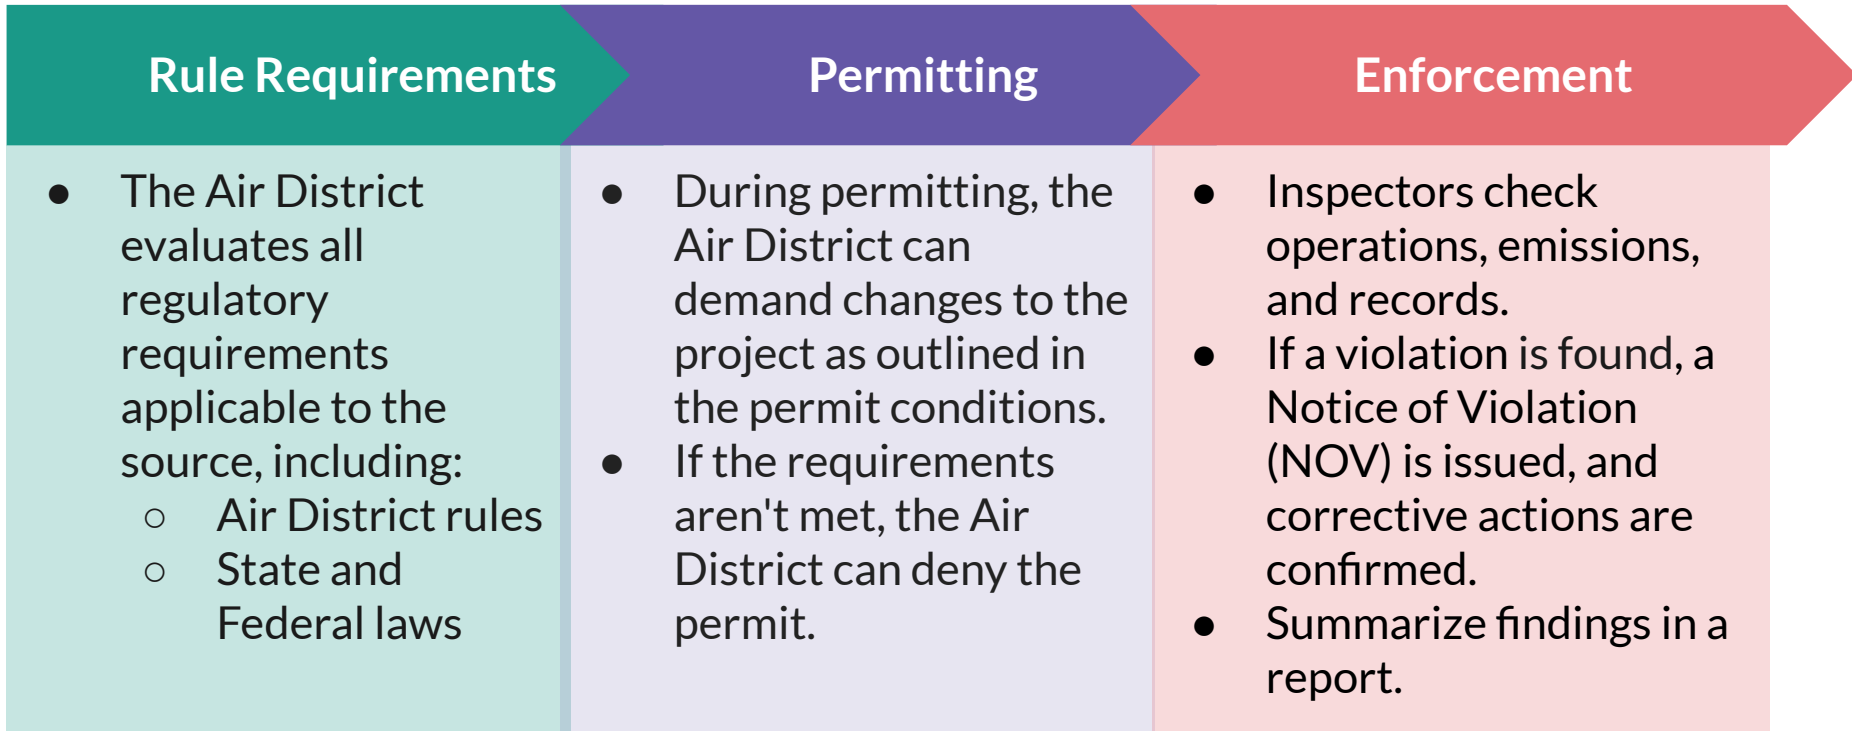 Rule Requirements
● The Air District
evaluates all
regulatory
requirements
applicable to the
source, including:
○ Air District rules
○ State and
Federal laws
Permitting
● During permitting, the
Air District can
demand changes to the
project as outlined in
the permit conditions.
● If the requirements
aren't met, the Air
District can deny the
permit.
Enforcement
● Inspectors check
operations, emissions,
and records.
● If a violation is found, a
Notice of Violation
(NOV) is issued, and
corrective actions are
confirmed.
● Summarize findings in a
report.